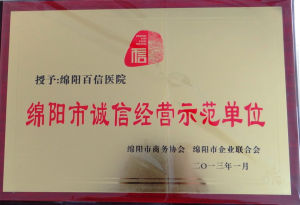 授予:绵阳百信医院
绵阳市诚信经营示范单位
绵阳市商务协会 绵阳市企业联合会
二〇一三年一月